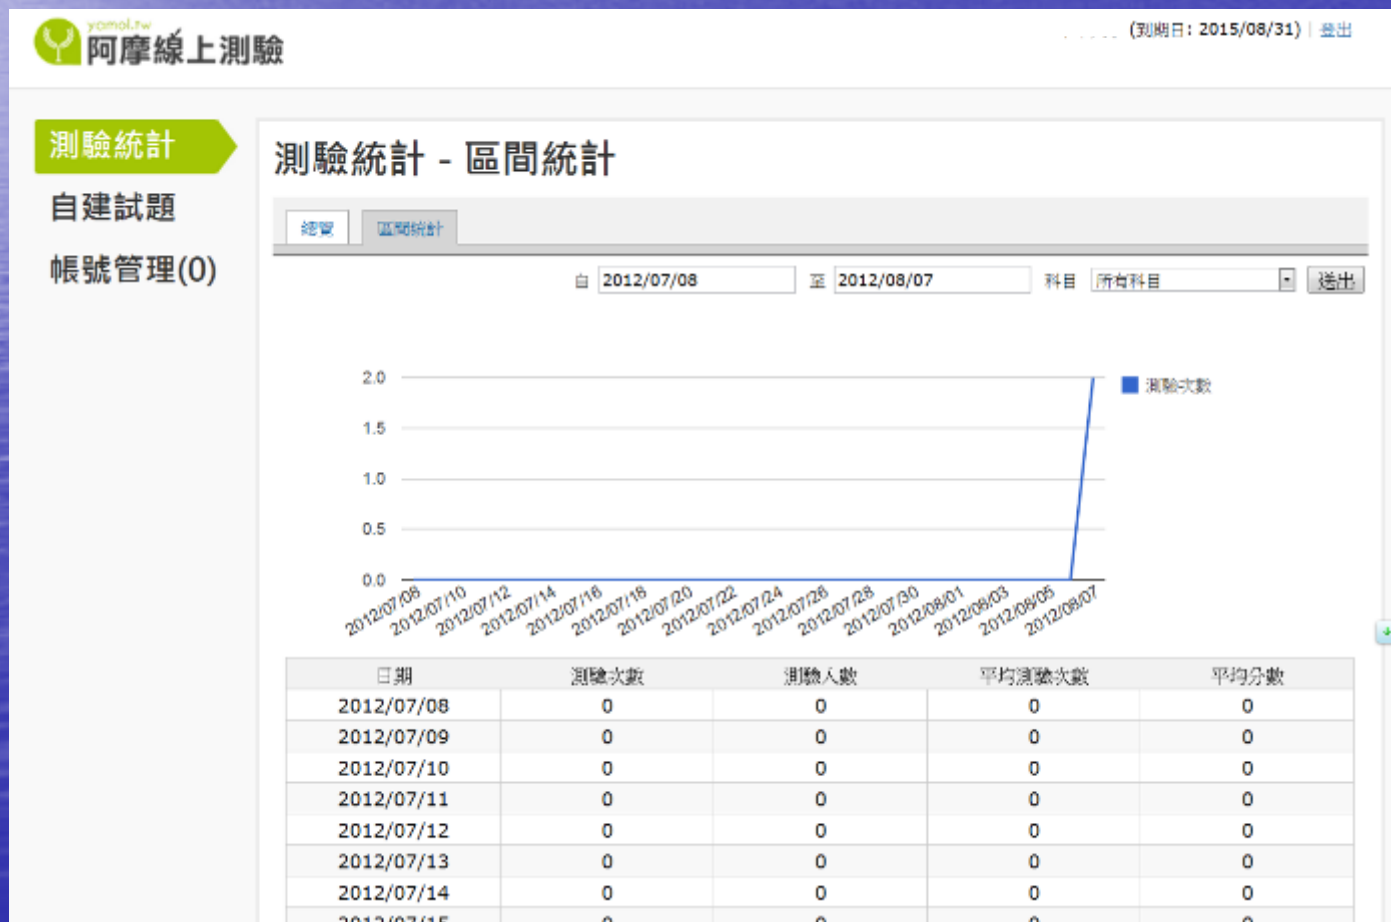 yamol.tw
阿摩線上測驗
(到期日: 2015/08/31) | 登出
測驗統計
自建試題
帳號管理(0)
測驗統計 - 區間統計
總覽 區間統計
自 2012/07/08 至 2012/08/07 科目 所有科目 送出
2.0
1.5
1.0
0.5
0.0
測驗次數
2012/07/08 2012/07/10 2012/07/12 2012/07/14 2012/07/16 2012/07/18 2012/07/20 2012/07/22 2012/07/24 2012/07/26 2012/07/28 2012/07/30 2012/08/01 2012/08/03 2012/08/05 2012/08/07
日期 測驗次數 測驗人數 平均測驗次數 平均分數
2012/07/08 0 0 0 0
2012/07/09 0 0 0 0
2012/07/10 0 0 0 0
2012/07/11 0 0 0 0
2012/07/12 0 0 0 0
2012/07/13 0 0 0 0
2012/07/14 0 0 0 0
2012/07/15 0 0 0 0